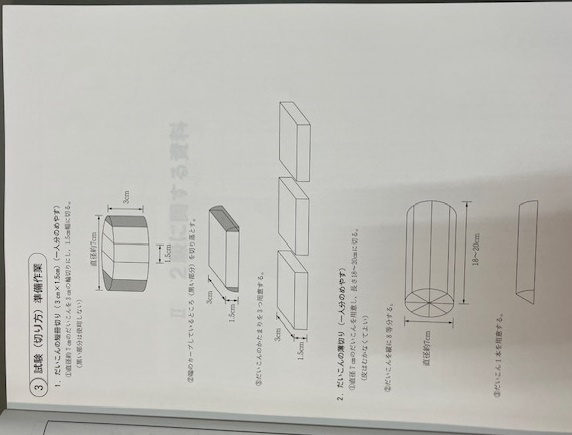 ③ 試験（切り方）準備作業
1．だいこんの短冊切り（3cm×1.5cm）（一人分のめやす）
①直径約7cmのだいこんを3cmの輪切りにし、1.5cm幅に切る。
（黒い部分は使用しない）
直径約7cm
3cm
1.5cm
②端のカーブしているところ（黒い部分）を切り落とす。
3cm
1.5cm
③だいこんのかたまりを3つ用意する。
3cm
1.5cm
2．だいこんの薄切り（一人分のめやす）
①直径7cmのだいこんを用意し、長さ18～20cmに切る。
（皮はむかなくてよい）
②だいこんを縦に8等分する。
直径約7cm
18～20cm
③だいこん1本を用意する。